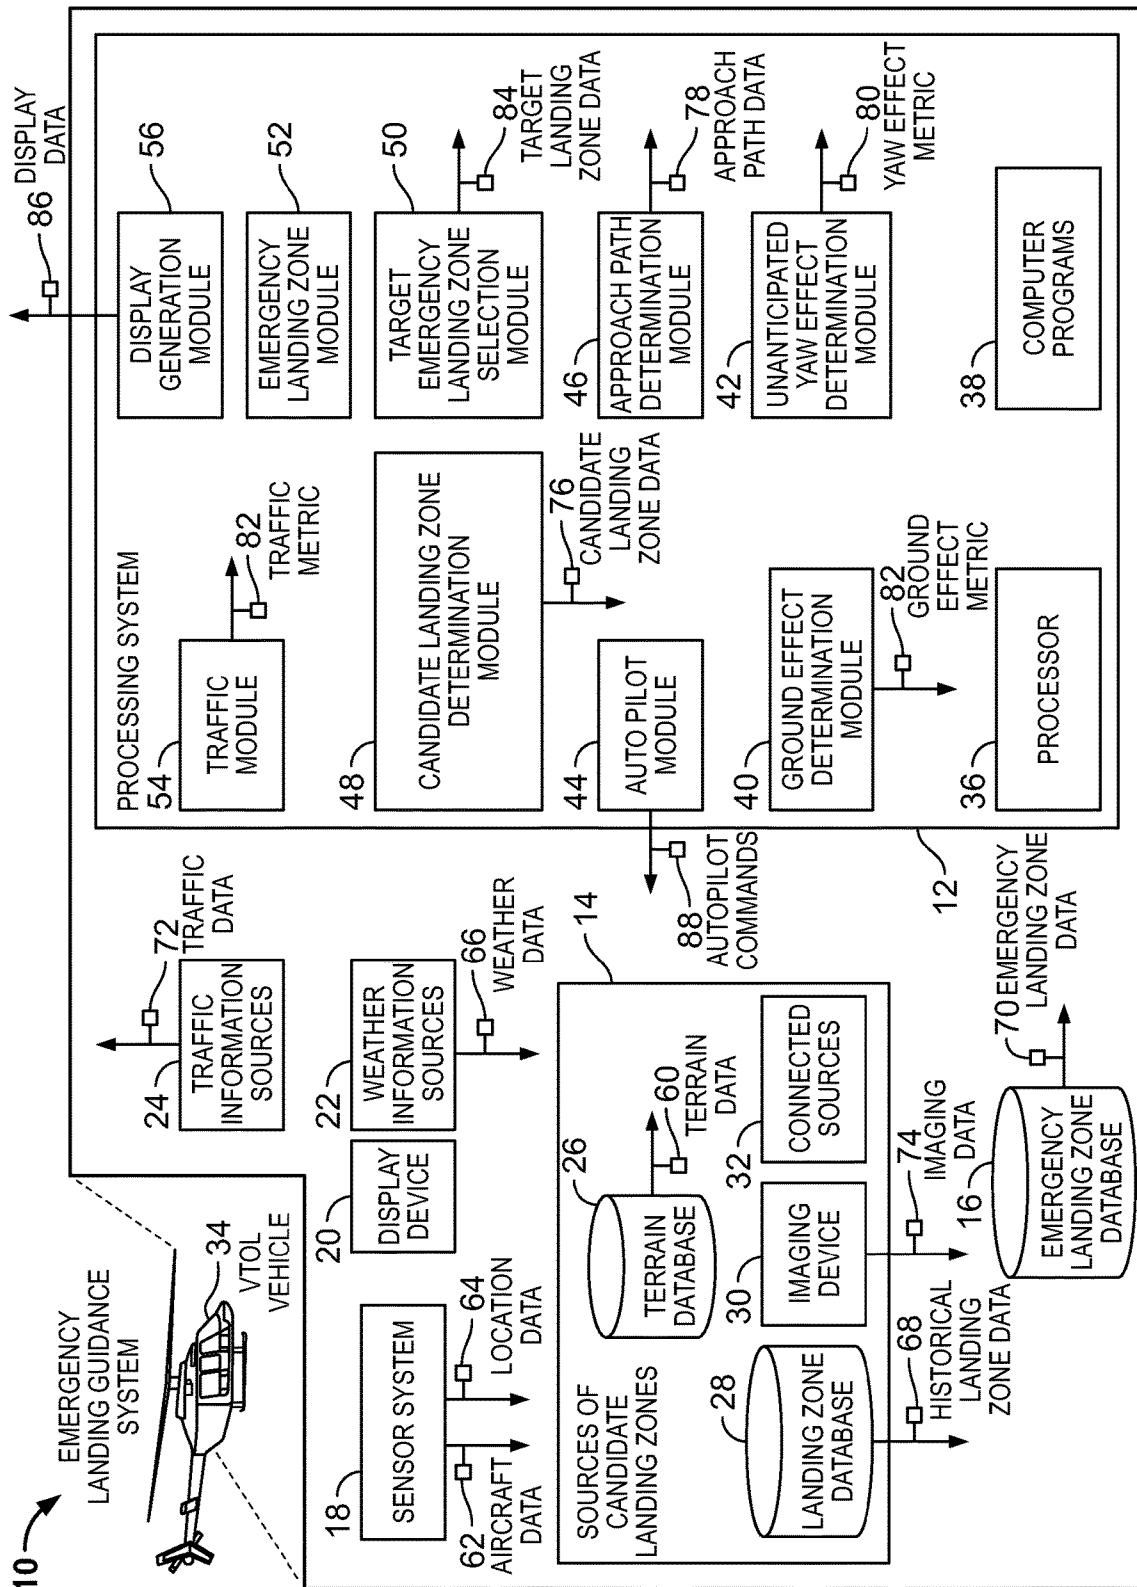 10
EMERGENCY
LANDING GUIDANCE
SYSTEM
34
VTOL
VEHICLE
18
SENSOR SYSTEM
62
AIRCRAFT
DATA
64
LOCATION
DATA
20
DISPLAY
DEVICE
22
WEATHER
INFORMATION
SOURCES
66
WEATHER
DATA
24
TRAFFIC
INFORMATION
SOURCES
72
TRAFFIC
DATA
14
SOURCES OF
CANDIDATE
LANDING ZONES
26
TERRAIN
DATABASE
60
TERRAIN
DATA
28
LANDING ZONE
DATABASE
68
HISTORICAL
LANDING
ZONE DATA
30
IMAGING
DEVICE
74
IMAGING
DATA
32
CONNECTED
SOURCES
16
EMERGENCY
LANDING ZONE
DATABASE
70
EMERGENCY
LANDING ZONE
DATA
12
PROCESSING SYSTEM
54
TRAFFIC
MODULE
82
TRAFFIC
METRIC
86
DISPLAY
DATA
56
DISPLAY
GENERATION
MODULE
52
EMERGENCY
LANDING ZONE
MODULE
48
CANDIDATE LANDING ZONE
DETERMINATION
MODULE
76
CANDIDATE
LANDING
ZONE DATA
50
TARGET
EMERGENCY
LANDING ZONE
SELECTION
MODULE
84
TARGET
LANDING
ZONE DATA
44
AUTO PILOT
MODULE
88
AUTOPILOT
COMMANDS
46
APPROACH PATH
DETERMINATION
MODULE
78
APPROACH
PATH DATA
40
GROUND EFFECT
DETERMINATION
MODULE
82
GROUND
EFFECT
METRIC
42
UNANTICIPATED
YAW EFFECT
DETERMINATION
MODULE
80
YAW EFFECT
METRIC
36
PROCESSOR
38
COMPUTER
PROGRAMS